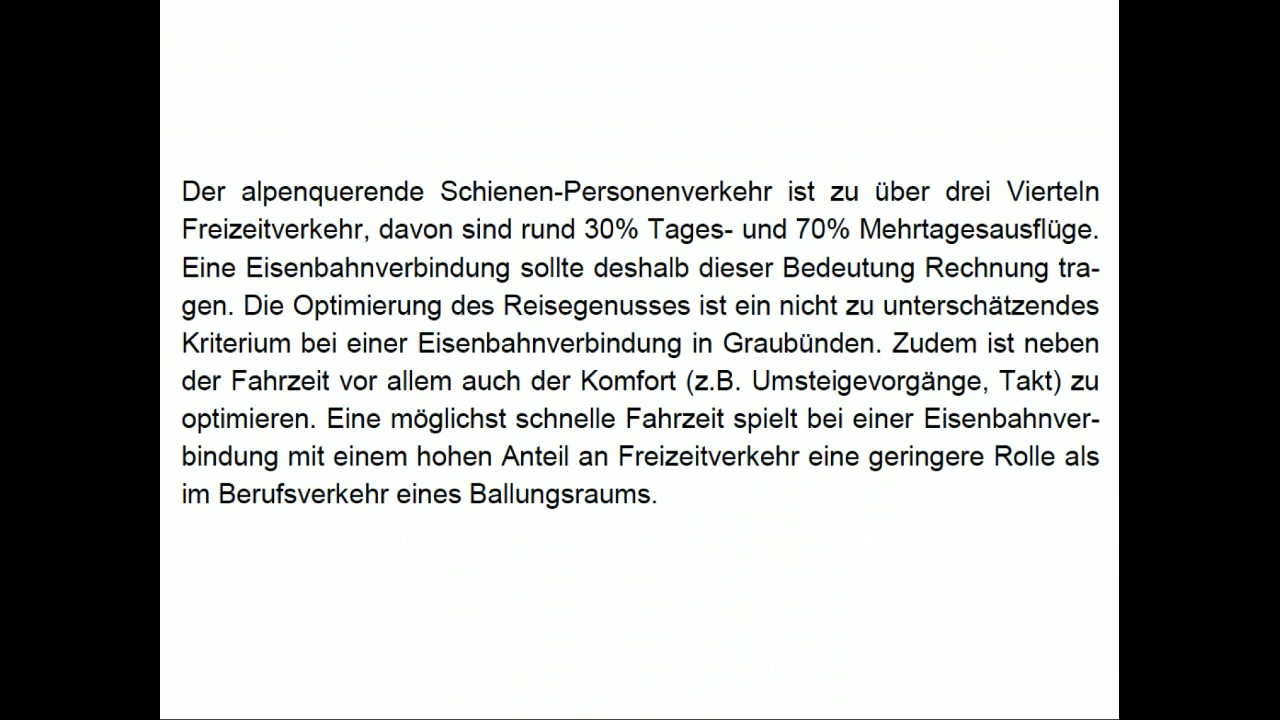 Der alpenquerende Schienen-Personenverkehr ist zu über drei Vierteln
Freizeitverkehr, davon sind rund 30% Tages- und 70% Mehrtagesausflüge.
Eine Eisenbahnverbindung sollte deshalb dieser Bedeutung Rechnung tra-
gen. Die Optimierung des Reisegenusses ist ein nicht zu unterschätzendes
Kriterium bei einer Eisenbahnverbindung in Graubünden. Zudem ist neben
der Fahrzeit vor allem auch der Komfort (z.B. Umsteigevorgänge, Takt) zu
optimieren. Eine möglichst schnelle Fahrzeit spielt bei einer Eisenbahnver-
bindung mit einem hohen Anteil an Freizeitverkehr eine geringere Rolle als
im Berufsverkehr eines Ballungsraums.